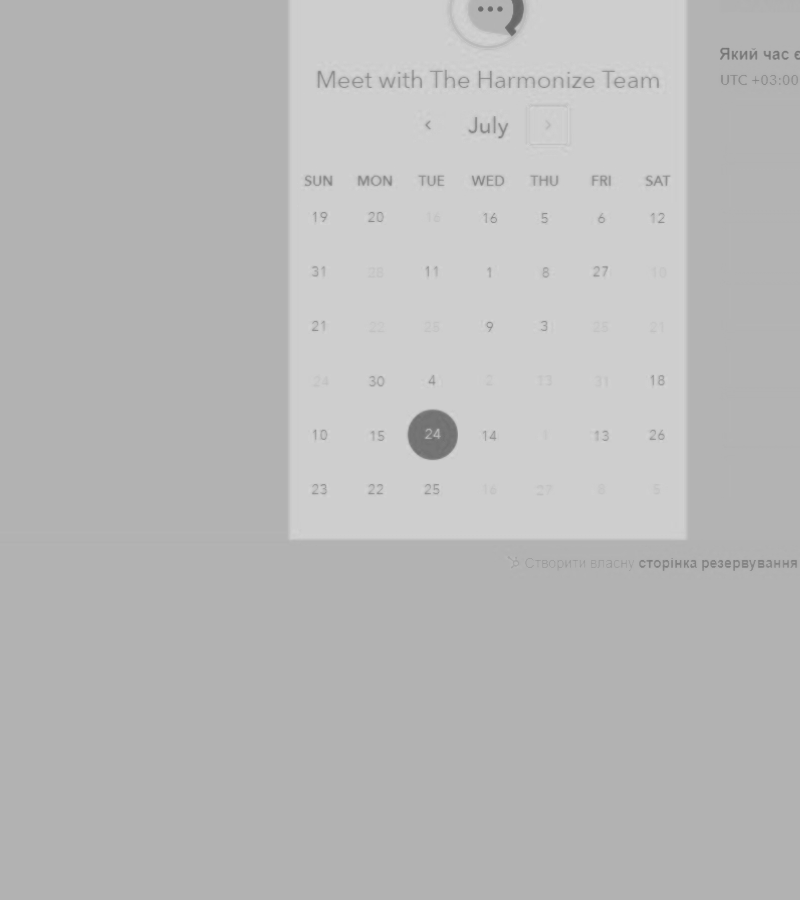 Meet with The Harmonize Team
July
SUN MON TUE WED THU FRI SAT
19 20 16 16 5 6 12
31 28 11 1 8 27 10
21 22 28 9 3 25 21
24 30 4 2 13 31 18
10 15 24 14 1 13 26
23 22 25 16 27 6 5
Який час є
UTC +03:00
Створити власну сторінка резервування